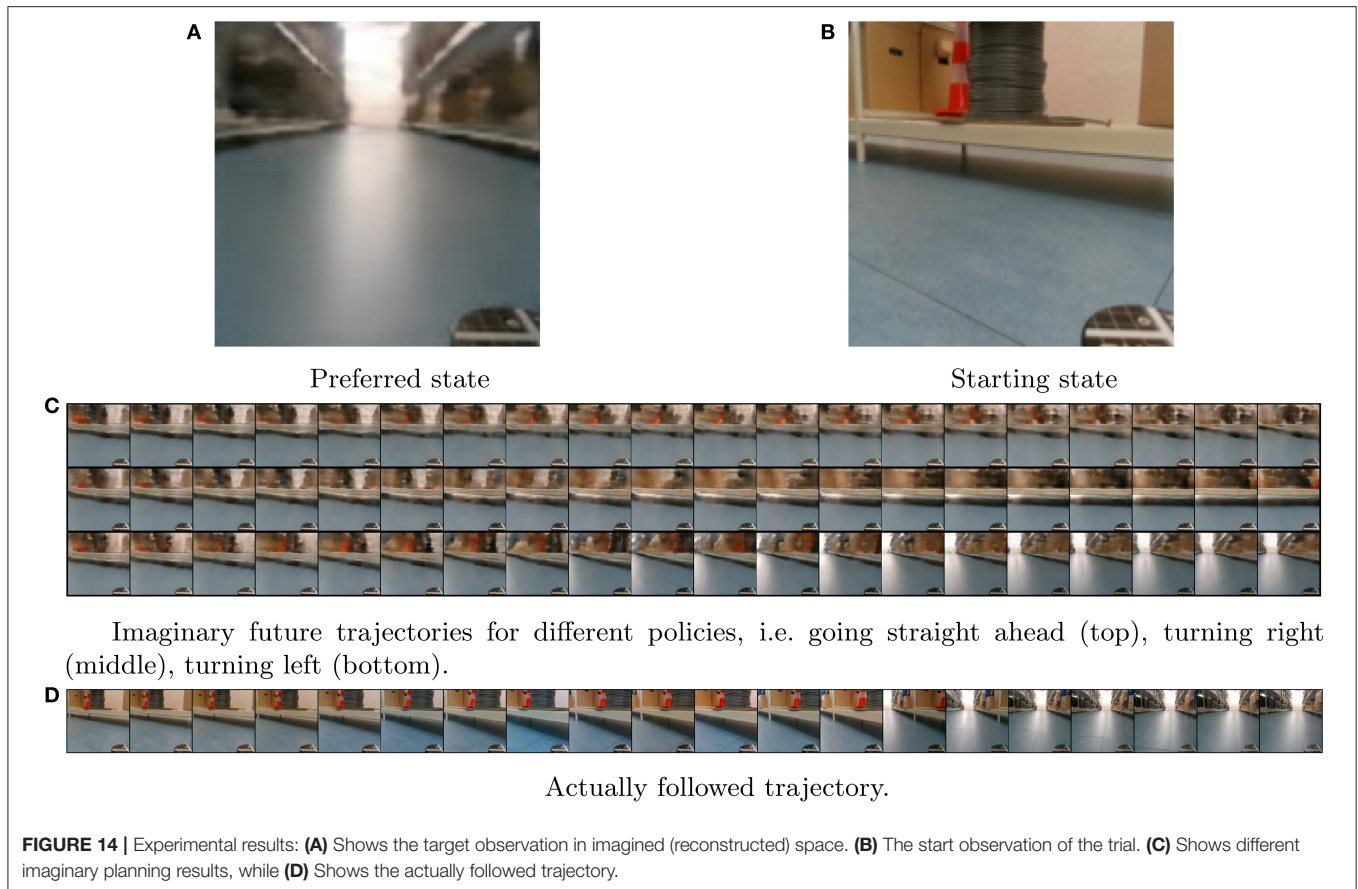 A
B
Preferred state
Starting state
C
Imaginary future trajectories for different policies, i.e. going straight ahead (top), turning right
(middle), turning left (bottom).
D
Actually followed trajectory.
FIGURE 14 | Experimental results: (A) Shows the target observation in imagined (reconstructed) space. (B) The start observation of the trial. (C) Shows different
imaginary planning results, while (D) Shows the actually followed trajectory.